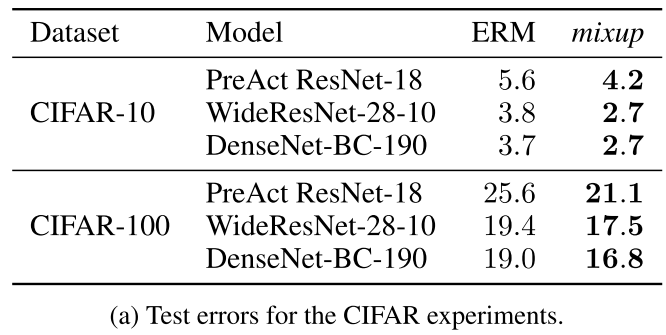 Dataset Model ERM mixup
PreAct ResNet-18 5.6 4.2
CIFAR-10 WideResNet-28-10 3.8 2.7
DenseNet-BC-190 3.7 2.7
PreAct ResNet-18 25.6 21.1
CIFAR-100 WideResNet-28-10 19.4 17.5
DenseNet-BC-190 19.0 16.8
(a) Test errors for the CIFAR experiments.